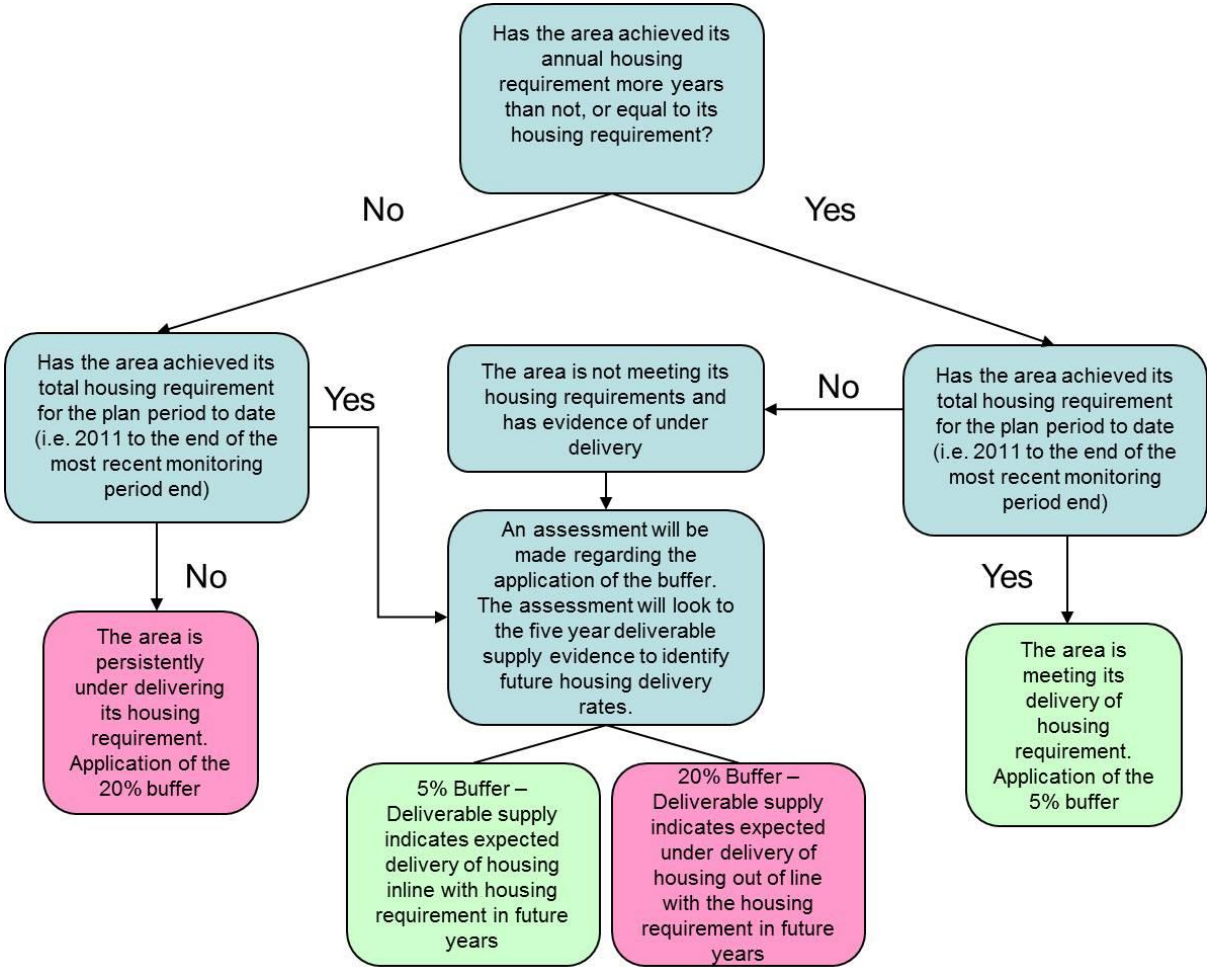 Has the area achieved its
annual housing
requirement more years
than not, or equal to its
housing requirement?
No
Yes
Has the area achieved its
total housing requirement
for the plan period to date
(i.e. 2011 to the end of the
most recent monitoring
period end)
Yes
The area is not meeting its
housing requirements and
has evidence of under
delivery
No
Has the area achieved its
total housing requirement
for the plan period to date
(i.e. 2011 to the end of the
most recent monitoring
period end)
An assessment will be
made regarding the
application of the buffer.
The assessment will look to
the five year deliverable
supply evidence to identify
future housing delivery
rates.
No
Yes
The area is
persistently
under delivering
its housing
requirement.
Application of the
20% buffer
The area is
meeting its
delivery of
housing
requirement.
Application of the
5% buffer
5% Buffer –
Deliverable supply
indicates expected
delivery of housing
inline with housing
requirement in future
years
20% Buffer –
Deliverable supply
indicates expected
under delivery of
housing out of line
with the housing
requirement in future
years